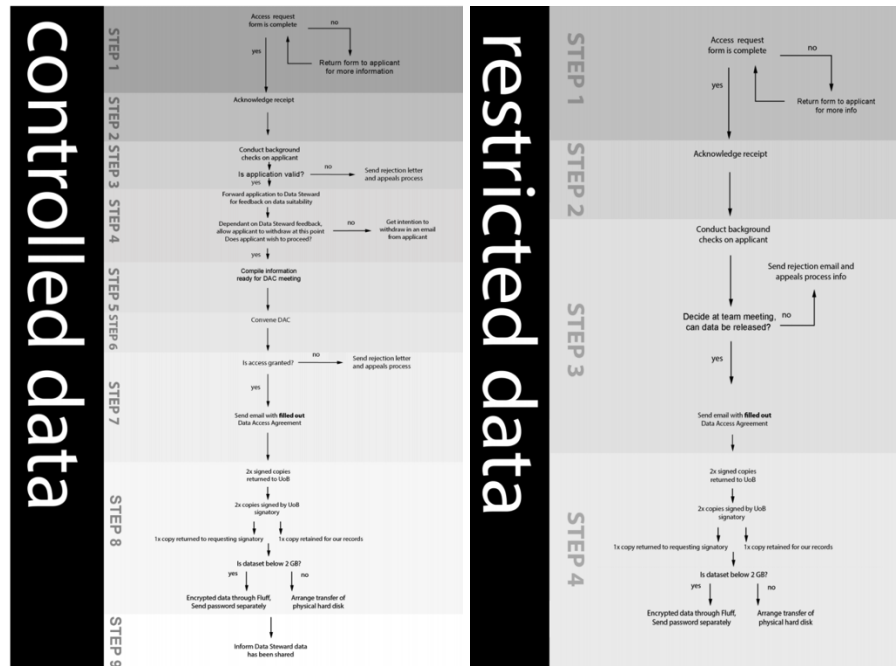 controlled data
STEP 1
Access request
form is complete
no
yes
Return form to applicant
for more information
STEP 2
Acknowledge receipt
STEP 3
Conduct background
checks on applicant
no
Is application valid?
Send rejection letter
and appeals process
yes
Forward application to Data Steward
for feedback on data suitability
STEP 4
Dependant on Data Steward feedback,
allow applicant to withdraw at this point
Does applicant wish to proceed?
no
Get intention to
withdraw in an email
from applicant
yes
STEP 5
Compile information
ready for DAC meeting
STEP 6
Convene DAC
STEP 7
Is access granted?
no
Send rejection letter
and appeals process
yes
Send email with filled out
Data Access Agreement
STEP 8
2x signed copies
returned to UoB
2x copies signed by UoB
signatory
1x copy returned to requesting signatory
1x copy retained for our records
Is dataset below 2 GB?
yes
no
Encrypted data through Fluff,
Send password separately
Arrange transfer of
physical hard disk
STEP 9
Inform Data Steward data
has been shared
restricted data
STEP 1
Access request
form is complete
no
yes
Return form to applicant
for more info
STEP 2
Acknowledge receipt
STEP 3
Conduct background
checks on applicant
Send rejection email and
appeals process info
Decide at team meeting,
can data be released?
no
yes
Send email with filled out
Data Access Agreement
STEP 4
2x signed copies
returned to UoB
2x copies signed by UoB
signatory
1x copy returned to requesting signatory
1x copy retained for our records
Is dataset below 2 GB?
yes
no
Encrypted data through Fluff,
Send password separately
Arrange transfer of
physical hard disk